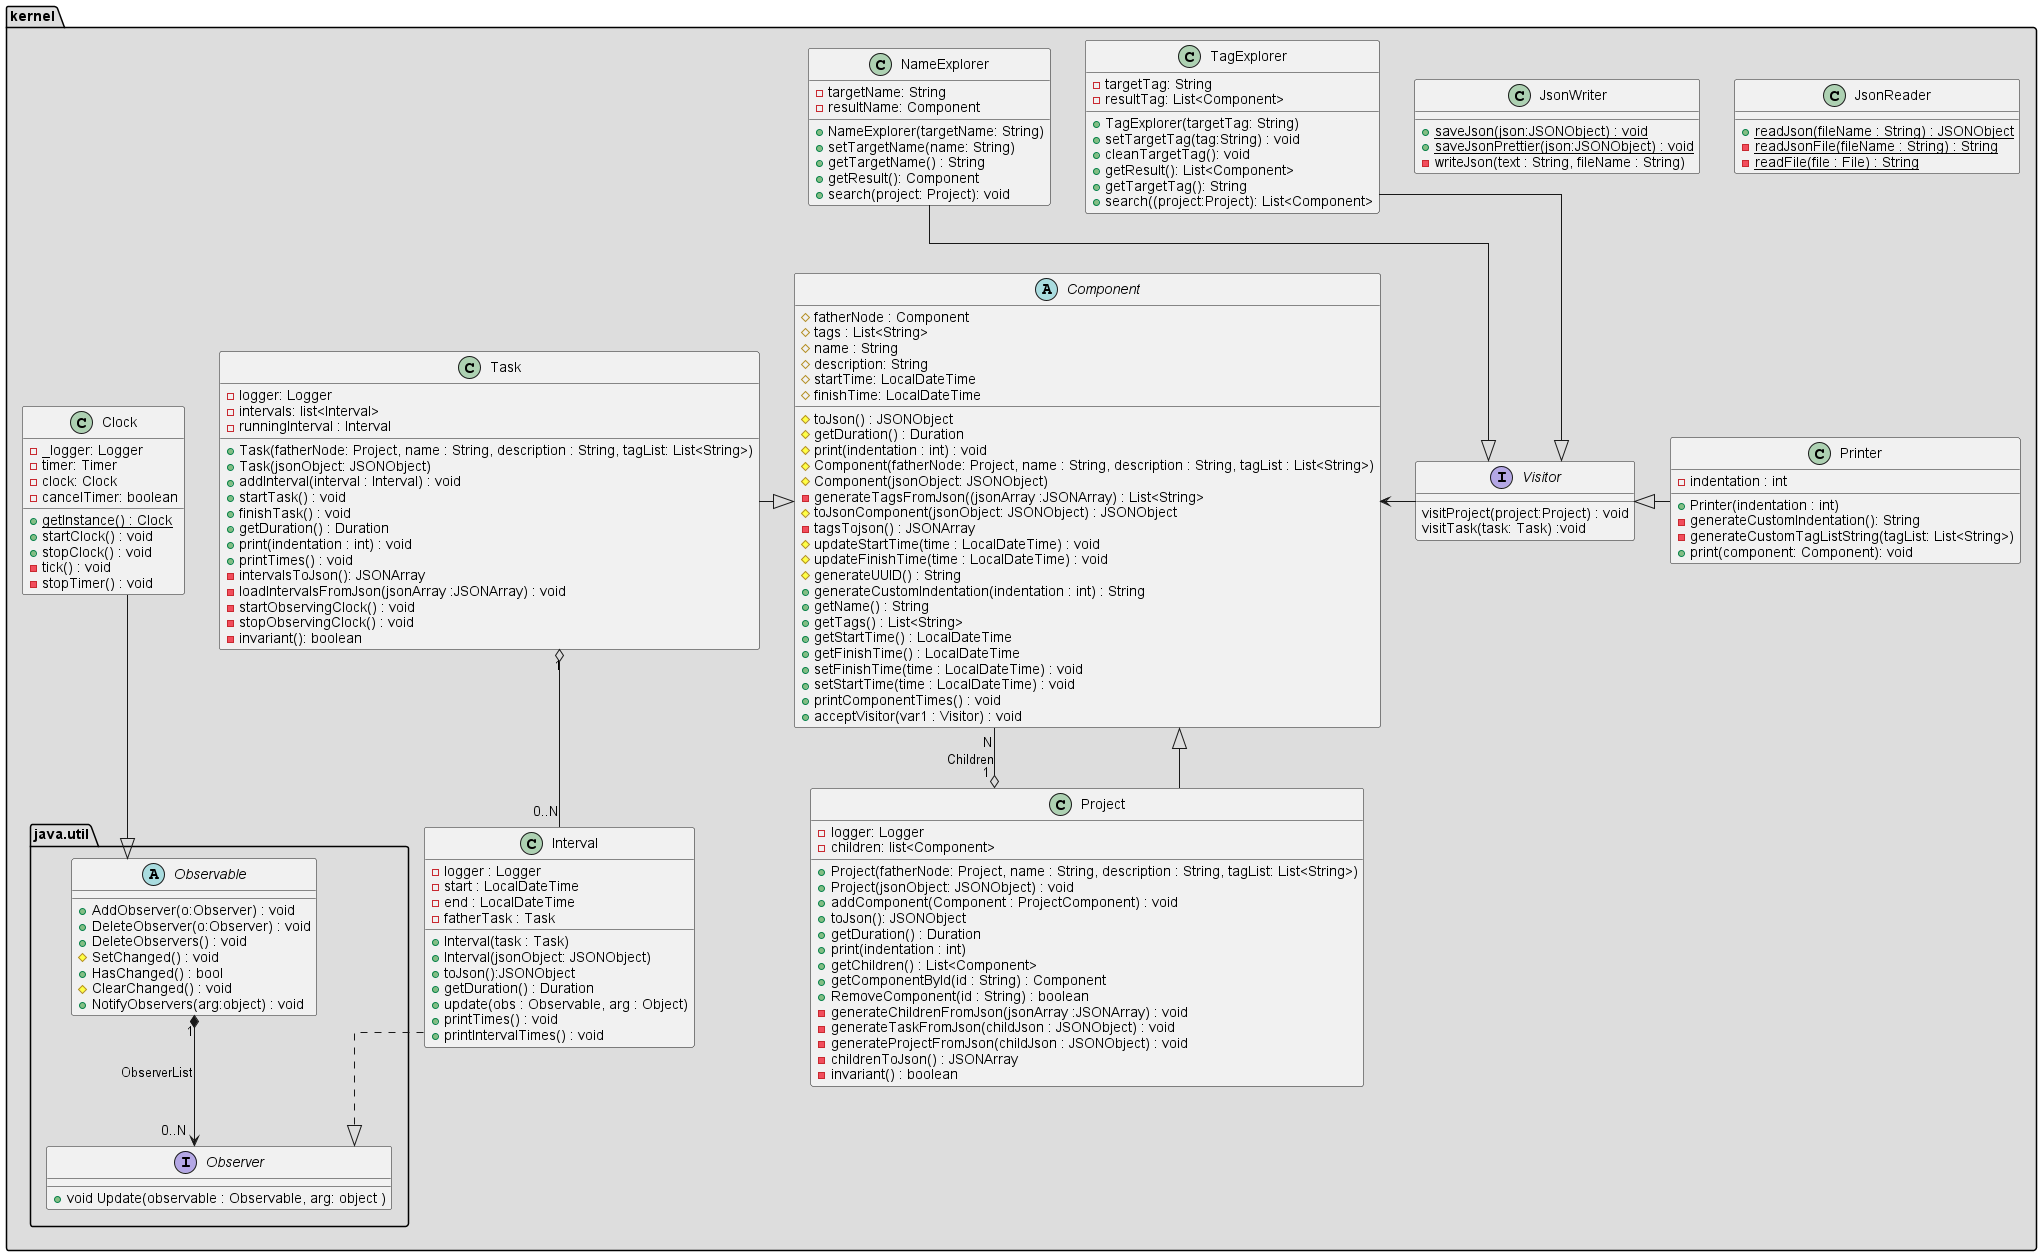 kernel
C NameExplorer
targetName: String
resultName: Component
NameExplorer(targetName: String)
setTargetName(name: String)
getTargetName() : String
getResult(): Component
search(project: Project): void
C TagExplorer
targetTag: String
resultTag: List<Component>
TagExplorer(targetTag: String)
setTargetTag(tag:String) : void
cleanTargetTag(): void
getResult(): List<Component>
getTargetTag(): String
search((project:Project): List<Component>
C JsonWriter
saveJson(json:JSONObject) : void
saveJsonPrettier(json:JSONObject) : void
writeJson(text : String, fileName : String)
C JsonReader
readJson(fileName : String) : JSONObject
readJsonFile(fileName : String) : String
readFile(file : File) : String
A Component
fatherNode : Component
tags : List<String>
name : String
description: String
startTime: LocalDateTime
finishTime: LocalDateTime
toJson() : JSONObject
getDuration() : Duration
print(indentation : int) : void
Component(fatherNode: Project, name : String, description : String, tagList : List<String>)
Component(jsonObject: JSONObject)
generateTagsFromJson((jsonArray :JSONArray) : List<String>
toJsonComponent(jsonObject: JSONObject) : JSONObject
tagsTojson() : JSONArray
updateStartTime(time : LocalDateTime) : void
updateFinishTime(time : LocalDateTime) : void
generateUUID() : String
generateCustomIndentation(indentation : int) : String
getName() : String
getTags() : List<String>
getStartTime() : LocalDateTime
getFinishTime() : LocalDateTime
setFinishTime(time : LocalDateTime) : void
setStartTime(time : LocalDateTime) : void
printComponentTimes() : void
acceptVisitor(var1 : Visitor) : void
C Task
logger: Logger
intervals: list<Interval>
runningInterval : Interval
Task(fatherNode: Project, name : String, description : String, tagList: List<String>)
Task(jsonObject: JSONObject)
addInterval(interval : Interval) : void
startTask() : void
finishTask() : void
getDuration() : Duration
print(indentation : int) : void
printTimes() : void
intervalsToJson(): JSONArray
loadIntervalsFromJson(jsonArray :JSONArray) : void
startObservingClock() : void
stopObservingClock() : void
invariant(): boolean
C Clock
_logger: Logger
timer: Timer
clock: Clock
cancelTimer: boolean
getInstance() : Clock
startClock() : void
stopClock() : void
tick() : void
stopTimer() : void
I Visitor
visitProject(project:Project) : void
visitTask(task: Task) :void
C Printer
indentation : int
Printer(indentation : int)
generateCustomIndentation(): String
generateCustomTagListString(tagList: List<String>)
print(component: Component): void
1
0..N
N
Children
1
java.util
A Observable
AddObserver(o:Observer) : void
DeleteObserver(o:Observer) : void
DeleteObservers() : void
SetChanged() : void
HasChanged() : bool
ClearChanged() : void
NotifyObservers(arg:object) : void
C Interval
logger : Logger
start : LocalDateTime
end : LocalDateTime
fatherTask : Task
Interval(task : Task)
Interval(jsonObject: JSONObject)
toJson():JSONObject
getDuration() : Duration
update(obs : Observable, arg : Object)
printTimes() : void
printIntervalTimes() : void
C Project
logger: Logger
children: list<Component>
Project(fatherNode: Project, name : String, description : String, tagList: List<String>)
Project(jsonObject: JSONObject) : void
addComponent(Component : ProjectComponent) : void
toJson(): JSONObject
getDuration() : Duration
print(indentation : int)
getChildren() : List<Component>
getComponentById(id : String) : Component
RemoveComponent(id : String) : boolean
generateChildrenFromJson(jsonArray :JSONArray) : void
generateTaskFromJson(childJson : JSONObject) : void
generateProjectFromJson(childJson : JSONObject) : void
childrenToJson() : JSONArray
invariant() : boolean
1
ObserverList
0..N
I Observer
void Update(observable : Observable, arg: object )